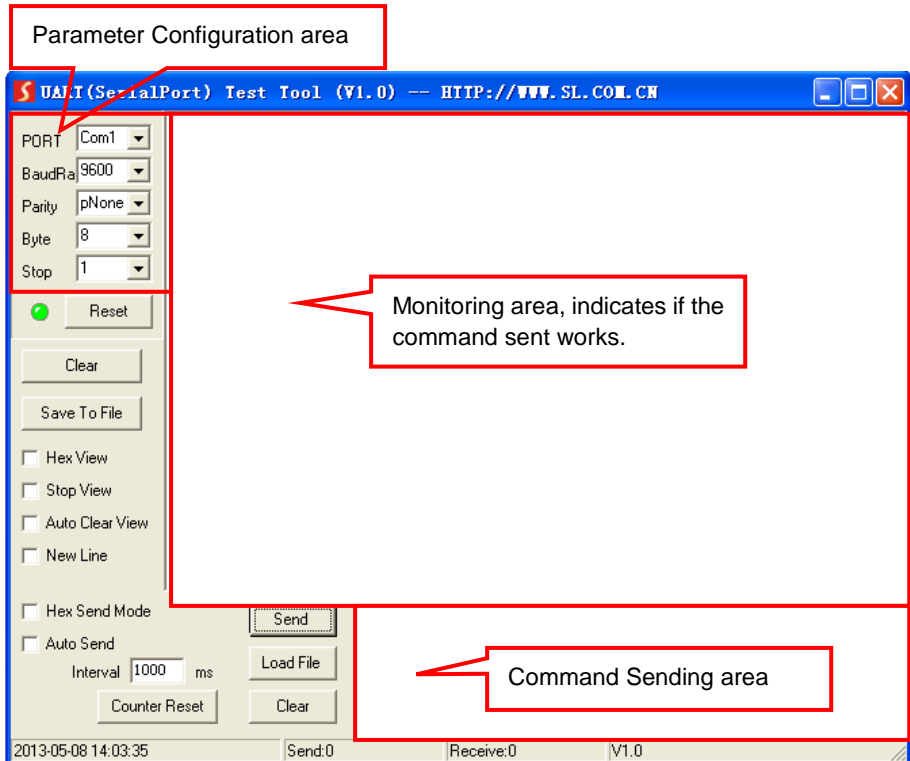 Parameter Configuration area
UART(SerialPort) Test Tool (V1.0) -- HTTP://WWW.SL.COM.CN
PORT Com1
BaudRa 9600
Parity pNone
Byte 8
Stop 1
Reset
Monitoring area, indicates if the
command sent works.
Clear
Save To File
Hex View
Stop View
Auto Clear View
New Line
Hex Send Mode
Send
Auto Send
Interval 1000 ms
Load File
Command Sending area
Counter Reset
Clear
2013-05-08 14:03:35 Send:0 Receive:0 V1.0